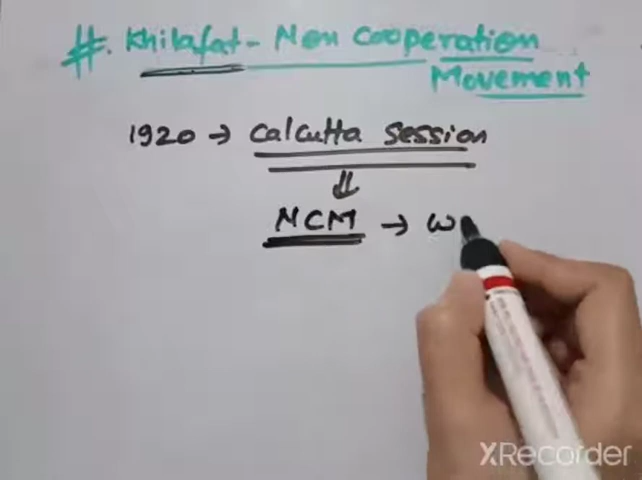 #. Khilafat - Non Cooperation
Movement
1920 → Calcutta Session
⇓
NCM → w
XRecorder